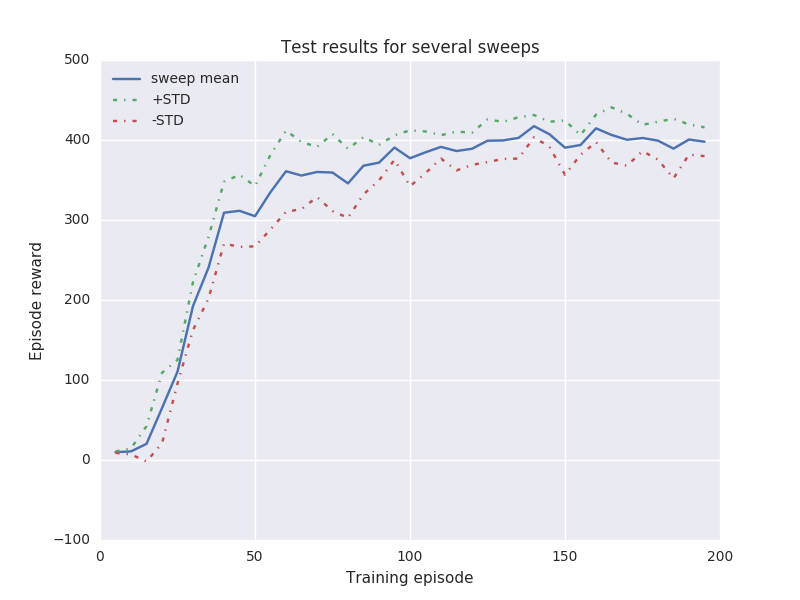 Test results for several sweeps
500
400
300
200
100
0
−100
sweep mean
+STD
-STD
Episode reward
0
50
100
150
200
Training episode